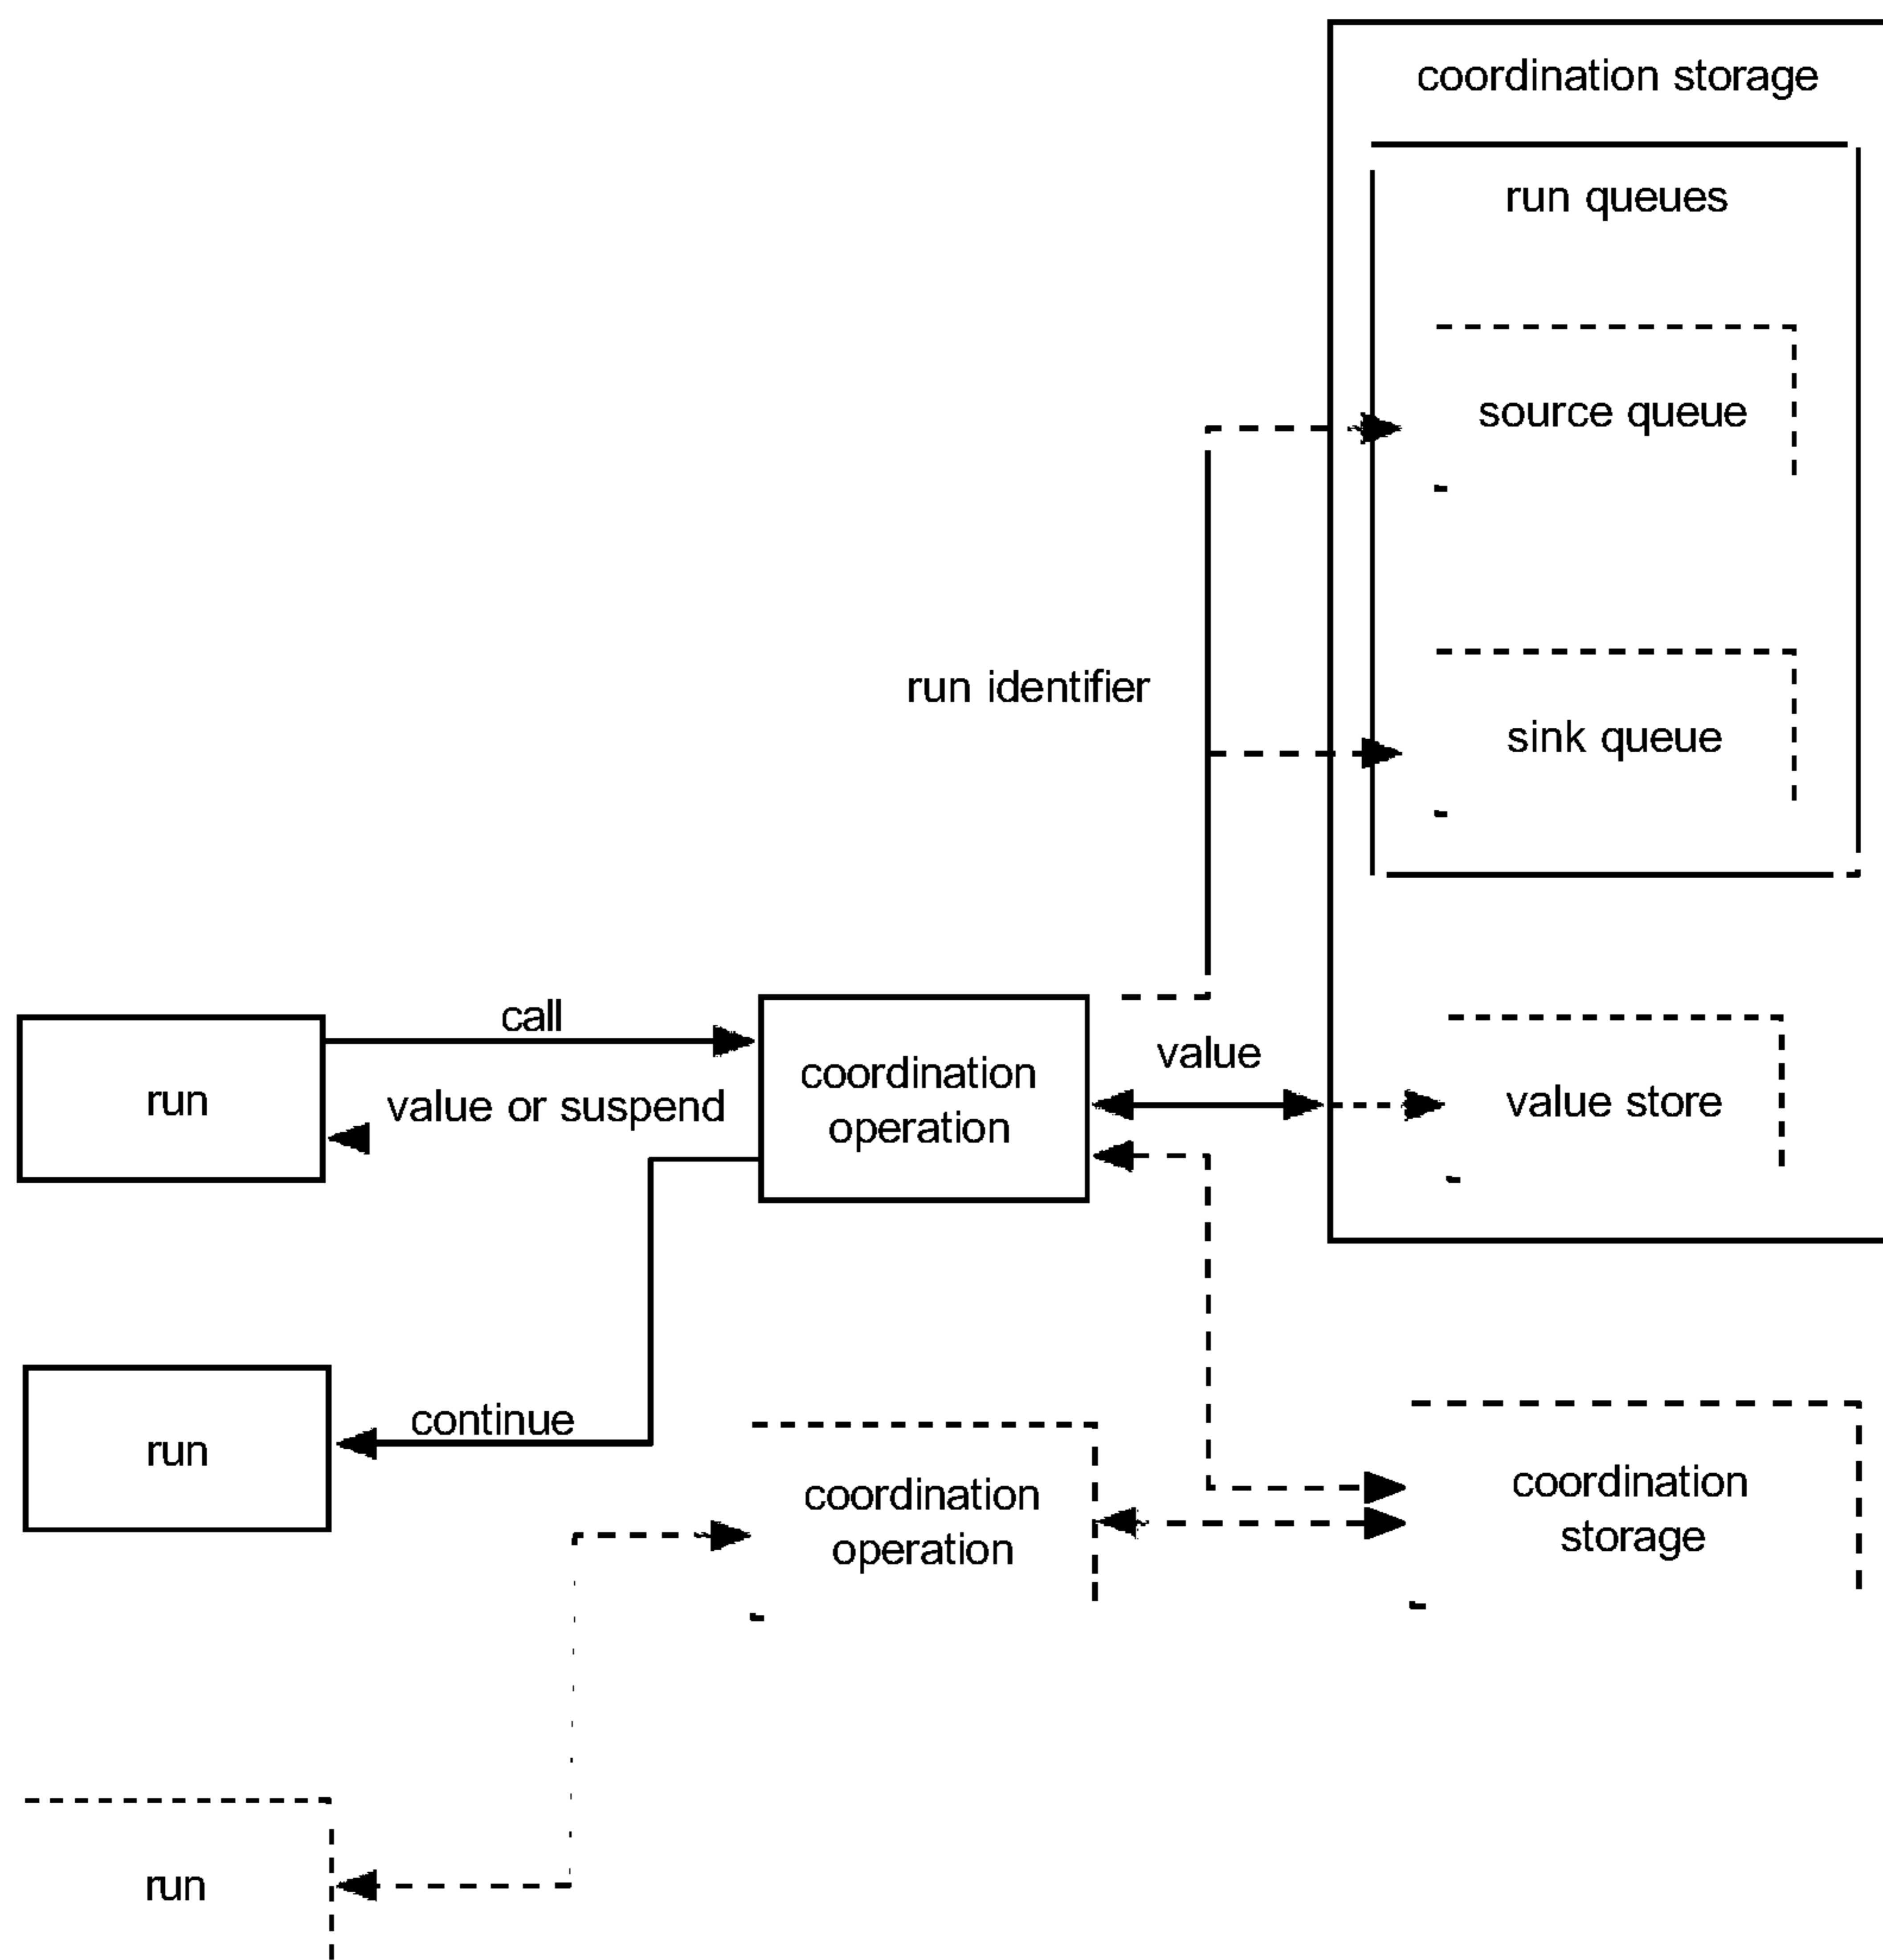 coordination storage
run queues
source queue
run identifier
sink queue
call
run
value or suspend
coordination
operation
value
value store
run
continue
coordination
operation
coordination
storage
run